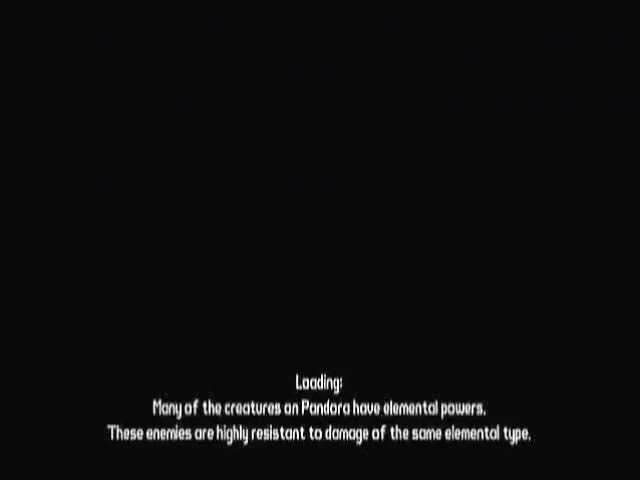 Loading:
Many of the creatures on Pandora have elemental powers.
These enemies are highly resistant to damage of the same elemental type.